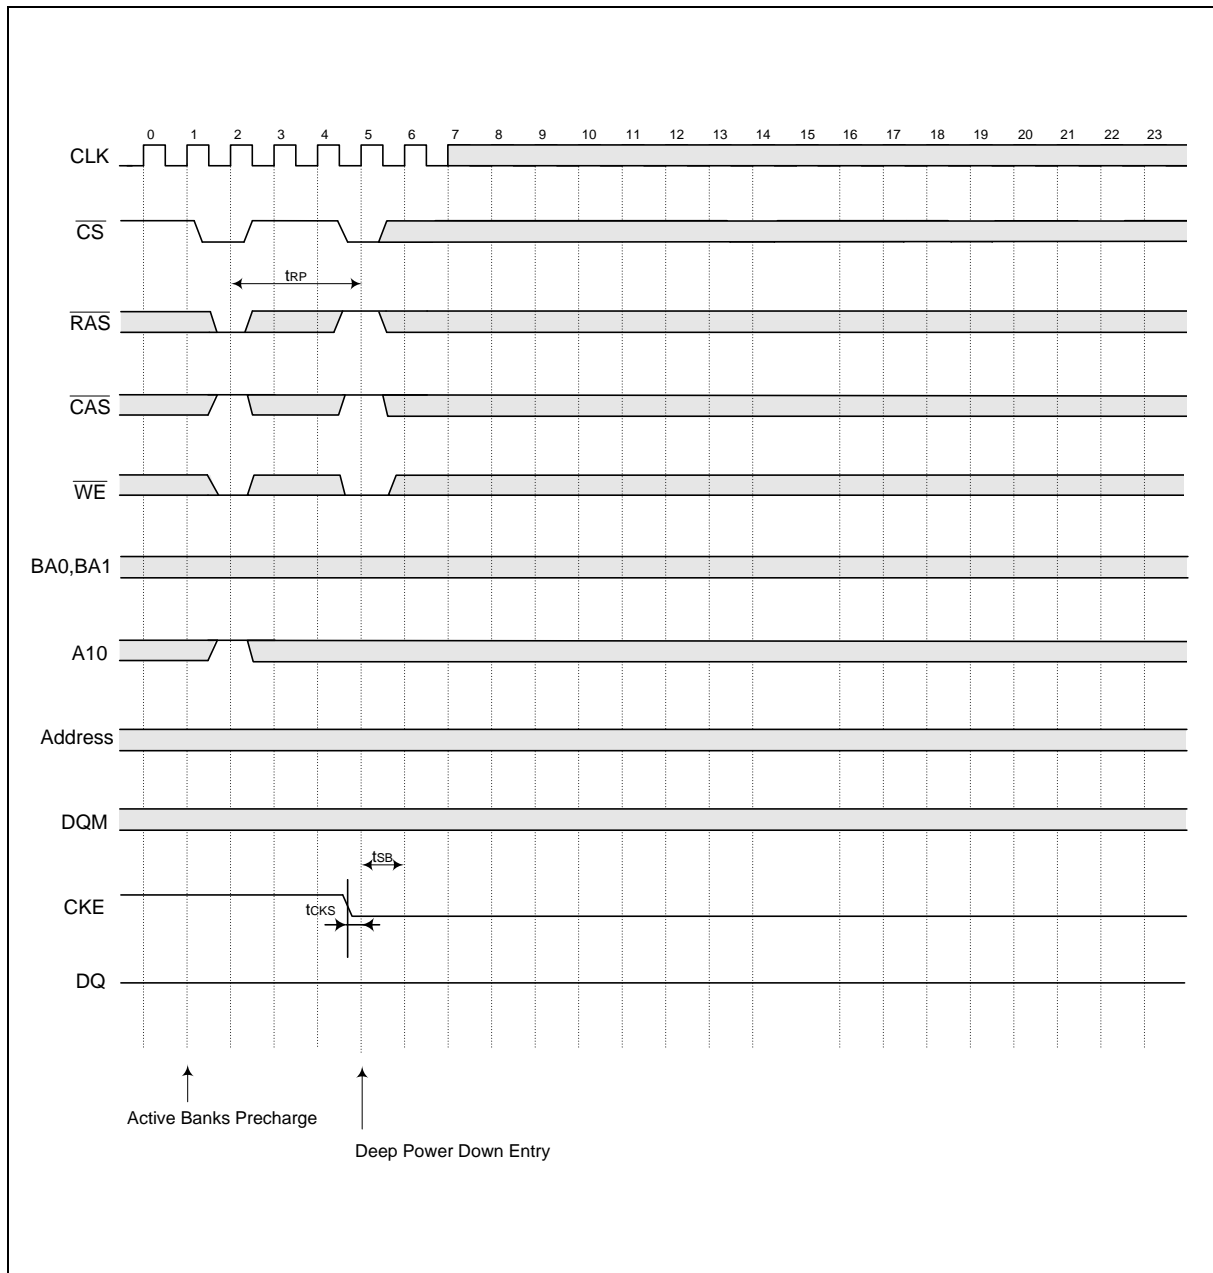 0 1 2 3 4 5 6 7 8 9 10 11 12 13 14 15 16 17 18 19 20 21 22 23
CLK
CS
tRP
RAS
CAS
WE
BA0,BA1
A10
Address
DQM
tSB
CKE
tCKS
DQ
Active Banks Precharge
Deep Power Down Entry